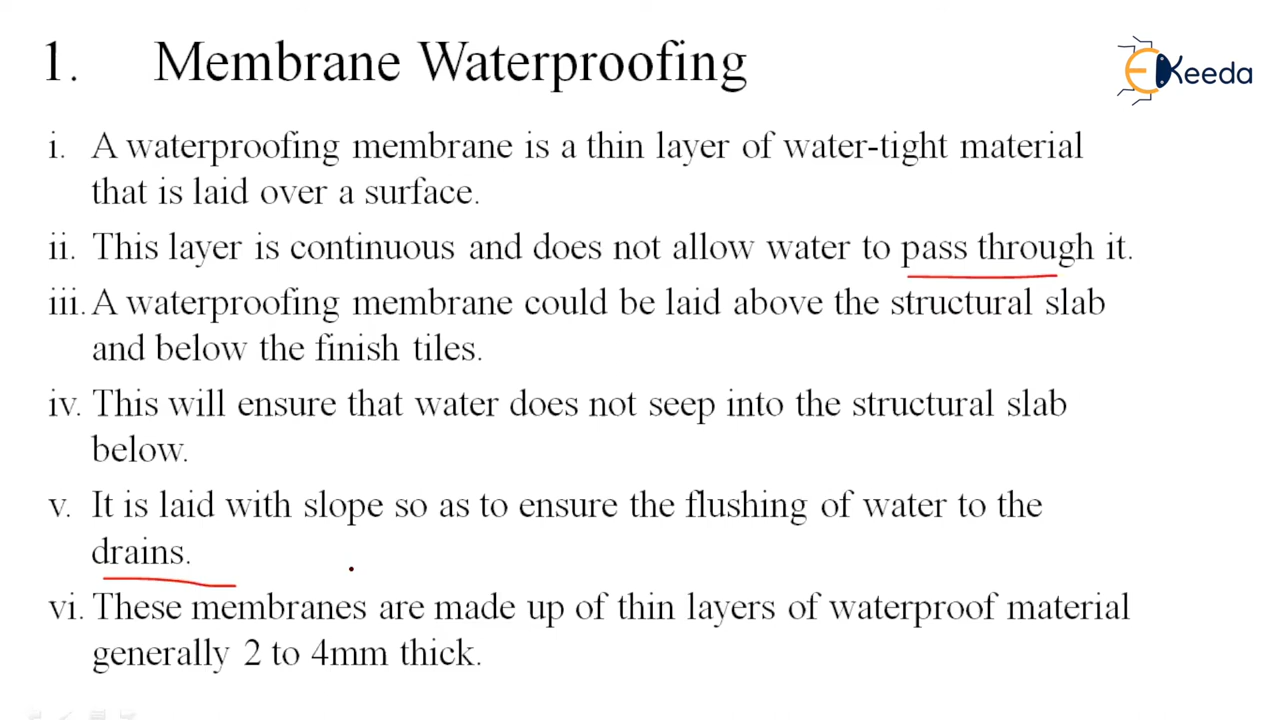 1. Membrane Waterproofing
EKeeda
i. A waterproofing membrane is a thin layer of water-tight material
that is laid over a surface.
ii. This layer is continuous and does not allow water to pass through it.
iii. A waterproofing membrane could be laid above the structural slab
and below the finish tiles.
iv. This will ensure that water does not seep into the structural slab
below.
v. It is laid with slope so as to ensure the flushing of water to the
drains.
vi. These membranes are made up of thin layers of waterproof material
generally 2 to 4mm thick.